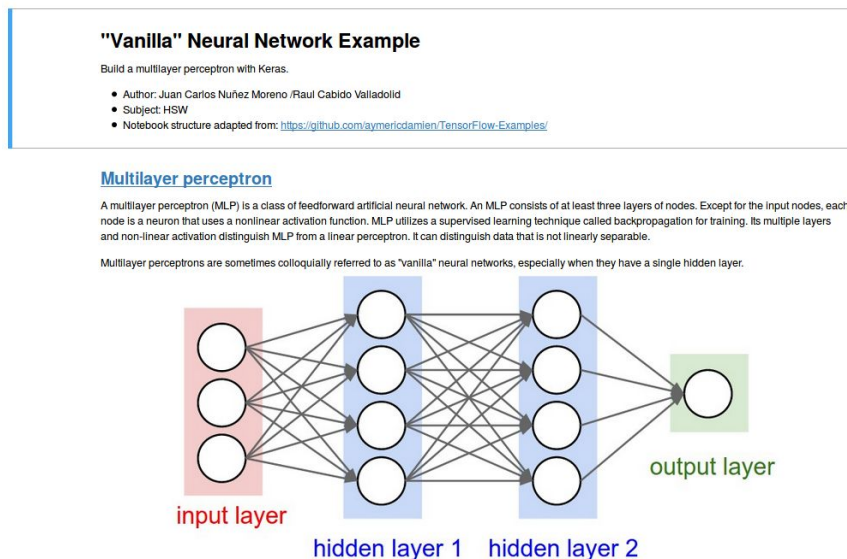 "Vanilla" Neural Network Example
Build a multilayer perceptron with Keras.
Author: Juan Carlos Nuñez Moreno /Raul Cabido Valladolid
Subject: HSW
Notebook structure adapted from: https://github.com/aymericdamien/TensorFlow-Examples/
Multilayer perceptron
A multilayer perceptron (MLP) is a class of feedforward artificial neural network. An MLP consists of at least three layers of nodes. Except for the input nodes, each
node is a neuron that uses a nonlinear activation function. MLP utilizes a supervised learning technique called backpropagation for training. Its multiple layers
and non-linear activation distinguish MLP from a linear perceptron. It can distinguish data that is not linearly separable.
Multilayer perceptrons are sometimes colloquially referred to as "vanilla" neural networks, especially when they have a single hidden layer.
input layer
hidden layer 1
hidden layer 2
output layer